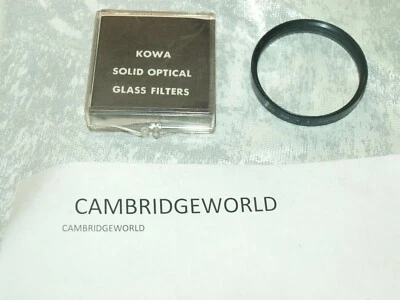 KOWA
SOLID OPTICAL
GLASS FILTERS
CAMBRIDGEWORLD
CAMBRIDGEWORLD